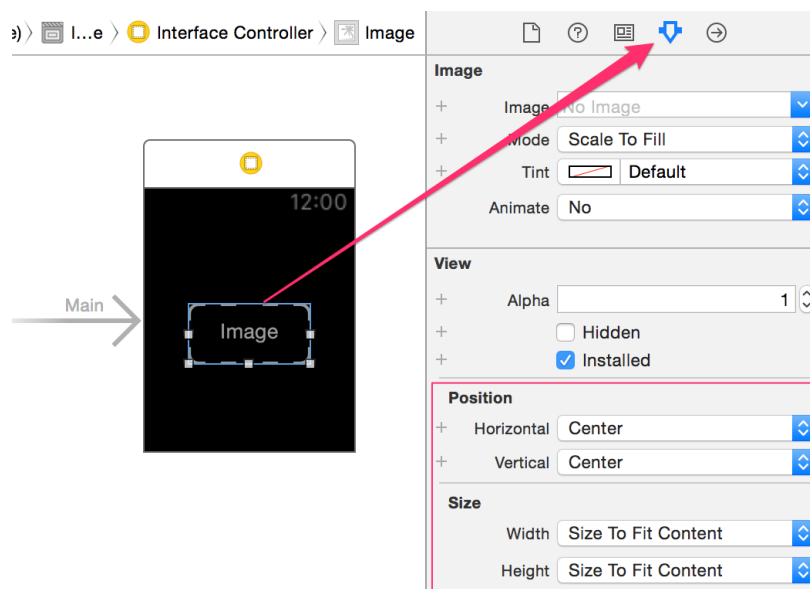 e) I...e Interface Controller Image
Image
Image No Image
Mode Scale To Fill
Tint Default
Animate No
View
Alpha 1
Hidden
Installed
Position
Horizontal Center
Vertical Center
Size
Width Size To Fit Content
Height Size To Fit Content
12:00
Main
Image